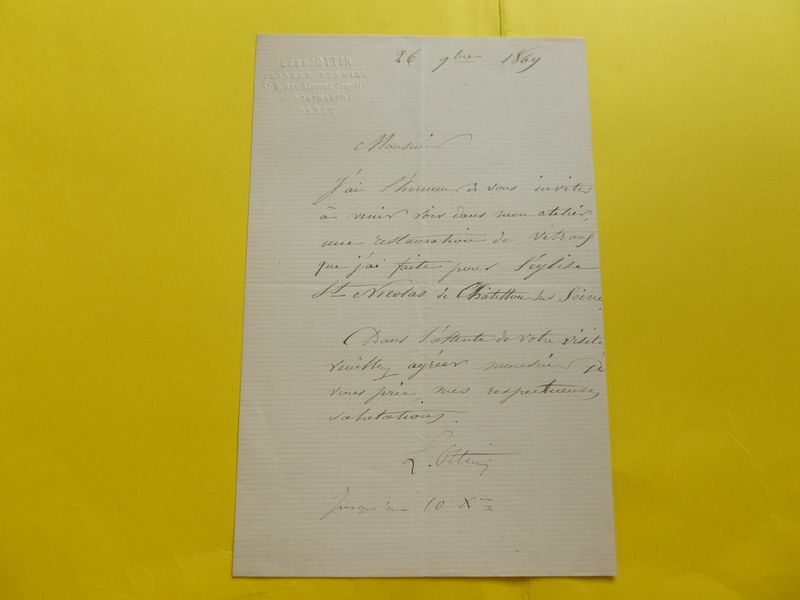 Léon OTTIN
PEINTRE VERRIER
Rue
à MONTMARTRE
PARIS
26 9bre 1869
Monsieur
J'ai l'honneur de vous inviter
à venir voir dans mon atelier,
une restauration de vitraux
que j'ai faite pour l'église
St Nicolas de Châtillon sur Seine.
Dans l'attente de votre visite
veuillez agréer monsieur je
vous prie, mes respectueuses
salutations.
L. Ottin
Jusqu'au 10 Xbre